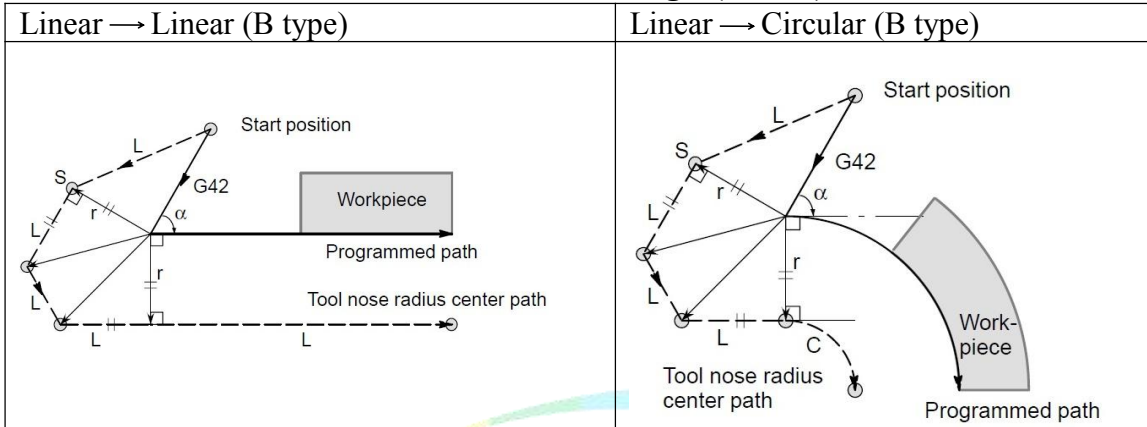 Linear → Linear (B type)
Linear → Circular (B type)
Start position
L
S
G42
r
α
L
Workpiece
Programmed path
r
L
Tool nose radius center path
L
L
Start position
L
S
G42
r
α
L
r
L
Work-
piece
L
C
Tool nose radius
center path
Programmed path